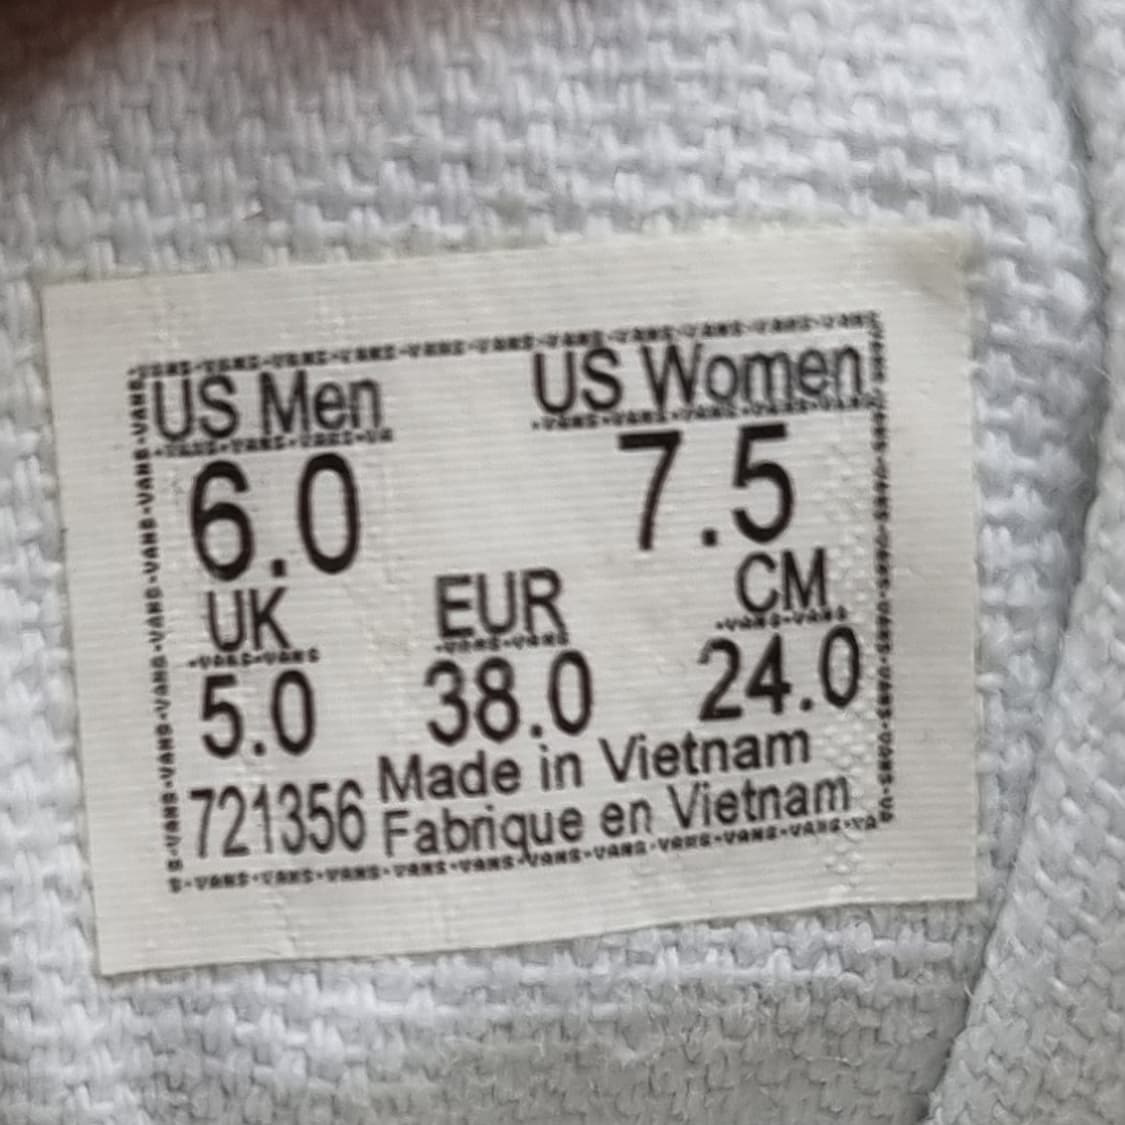 US Men US Women
6.0 7.5
UK EUR CM
5.0 38.0 24.0
721356 Made in Vietnam
Fabrique en Vietnam